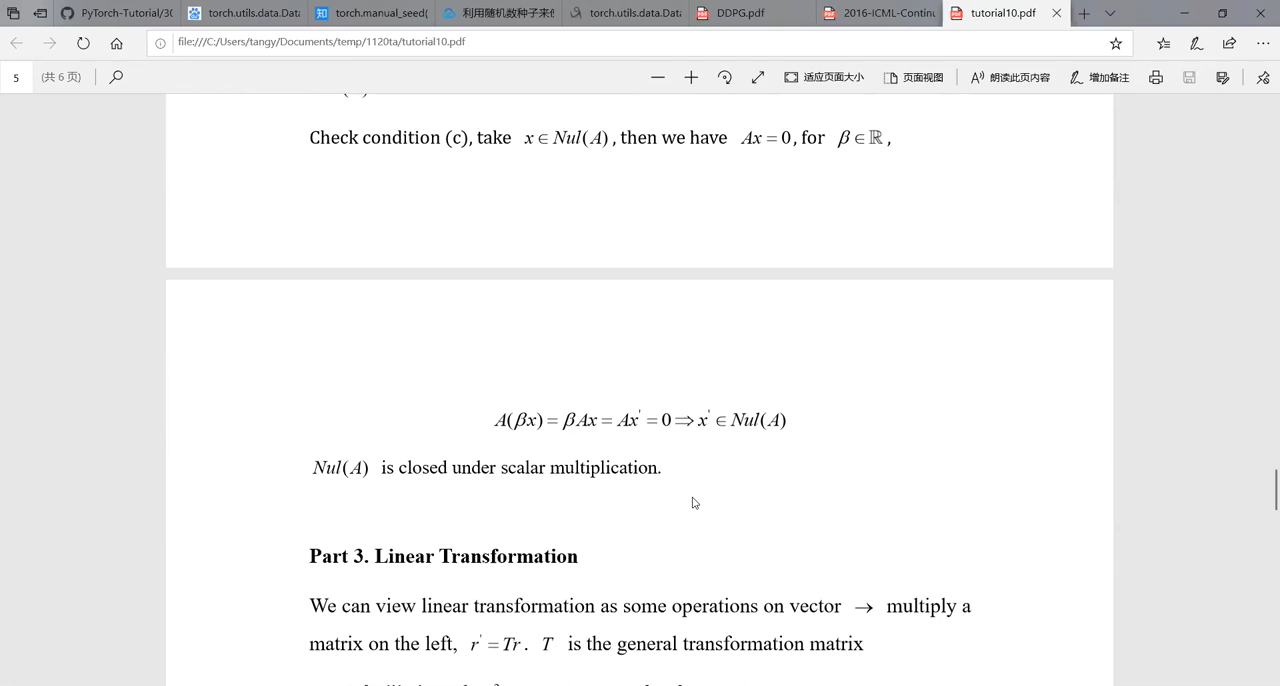 PyTorch-Tutorial/30
torch.utils.data.Data
知 torch.manual_seed(
利用随机数种子来使
torch.utils.data.Data
DDPG.pdf
2016-ICML-Continu
tutorial10.pdf
file:///C:/Users/tangy/Documents/temp/1120ta/tutorial10.pdf
5 (共 6 页) 适应页面大小 页面视图 朗读此页内容 增加备注
Check condition (c), take x ∈ Nul(A), then we have Ax = 0, for β ∈ ℝ,
A(βx) = βAx = Ax' = 0 ⇒ x' ∈ Nul(A)
Nul(A) is closed under scalar multiplication.
Part 3. Linear Transformation
We can view linear transformation as some operations on vector → multiply a
matrix on the left, r' = Tr. T is the general transformation matrix